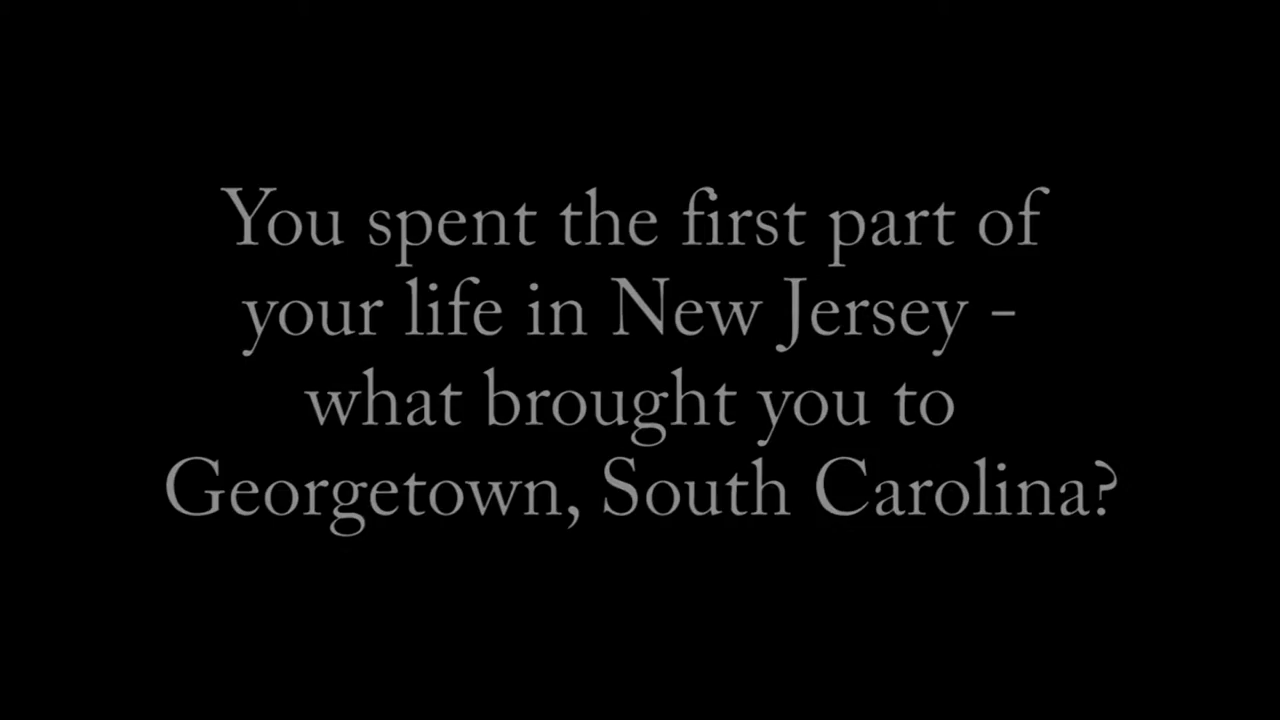 You spent the first part of
your life in New Jersey -
what brought you to
Georgetown, South Carolina?